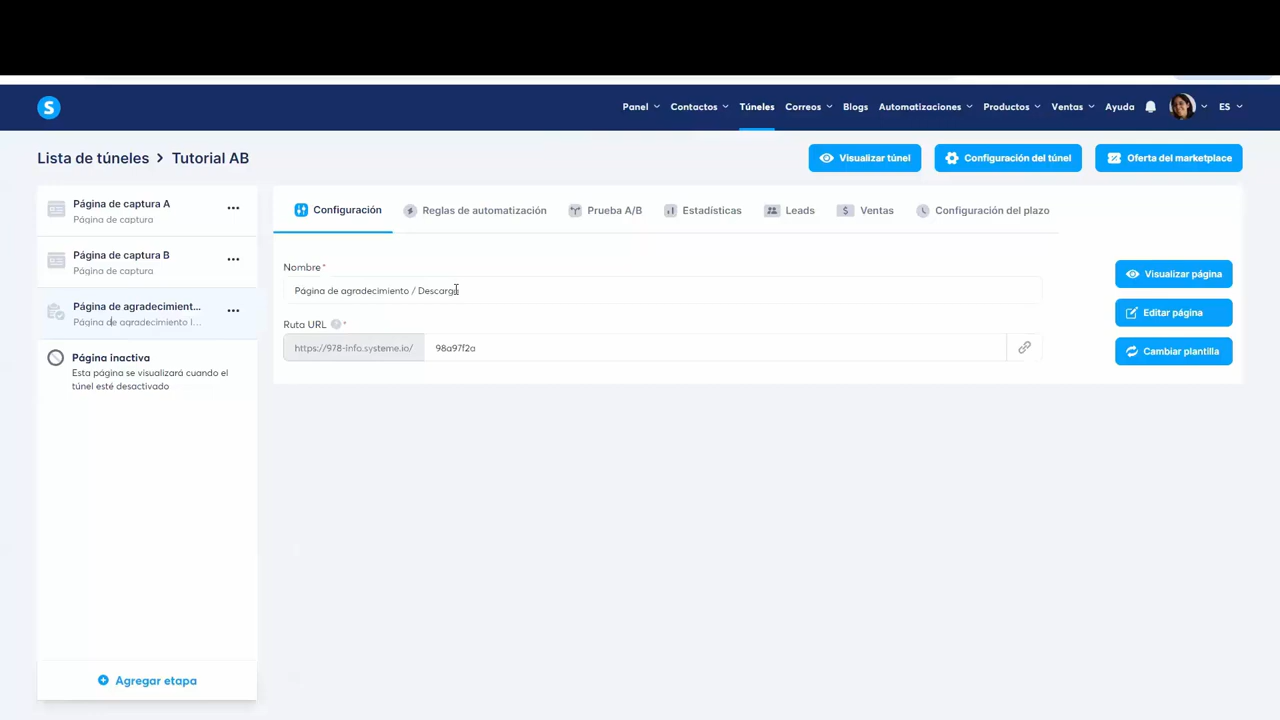 S
Panel
Contactos
Túneles
Correos
Blogs
Automatizaciones
Productos
Ventas
Ayuda
ES
Lista de túneles > Tutorial AB
Visualizar túnel
Configuración del túnel
Oferta del marketplace
Página de captura A
Página de captura
Página de captura B
Página de captura
Página de agradecimient...
Página de agradecimiento I...
Página inactiva
Esta página se visualizará cuando el
túnel esté desactivado
Agregar etapa
Configuración
Reglas de automatización
Prueba A/B
Estadísticas
Leads
Ventas
Configuración del plazo
Nombre*
Página de agradecimiento / Descarga
Ruta URL ? *
https://978-info.systeme.io/
98a97f2a
Visualizar página
Editar página
Cambiar plantilla